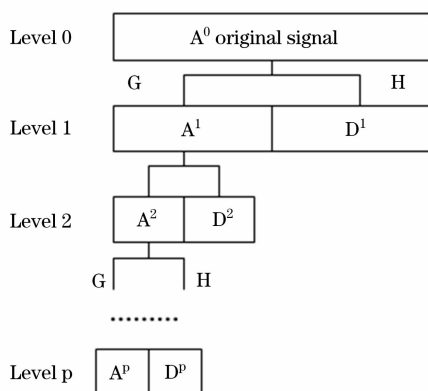 Level 0 A⁰ original signal
G H
Level 1 A¹ D¹
Level 2 A² D²
G H
Level p Aᵖ Dᵖ